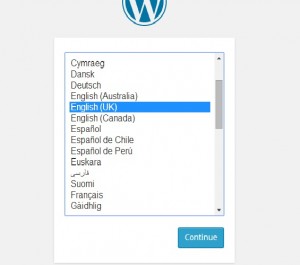 Cymraeg
Dansk
Deutsch
English (Australia)
English (UK)
English (Canada)
Español
Español de Chile
Español de Perú
Euskara
فارسی
Suomi
Français
Gàidhlig
Continue